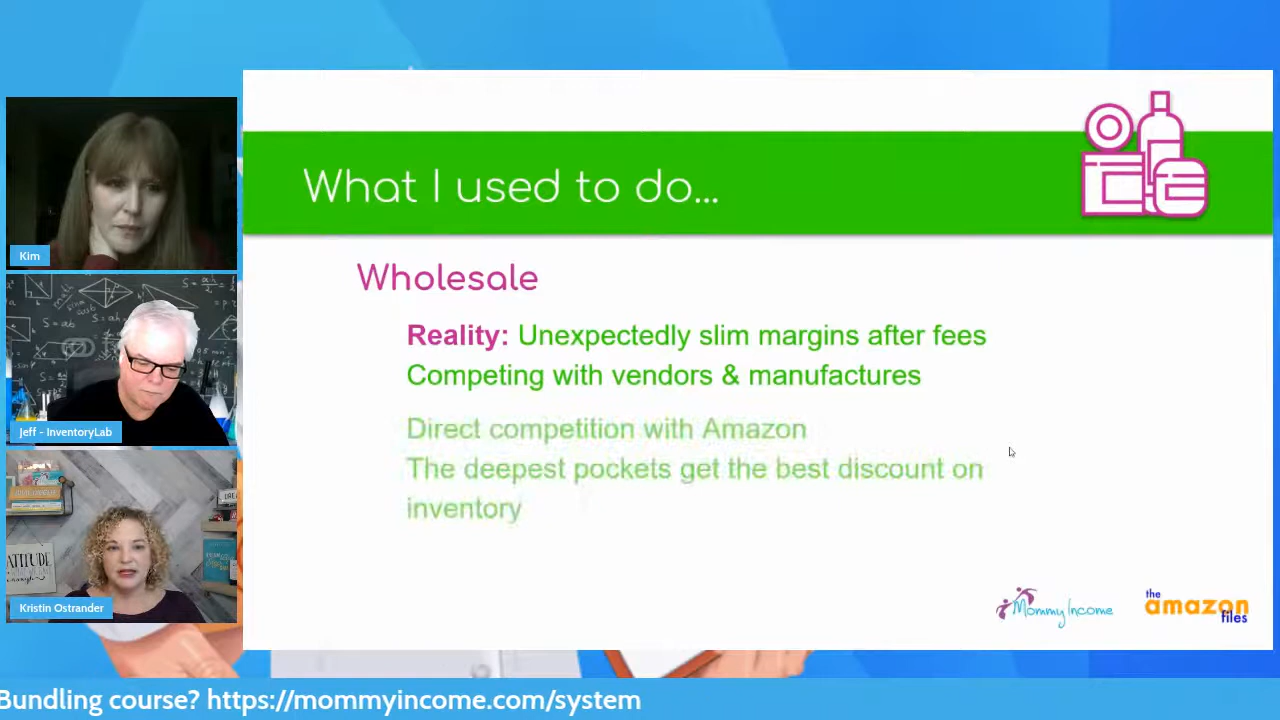 What I used to do...
Wholesale
Reality: Unexpectedly slim margins after fees
Competing with vendors & manufactures
Direct competition with Amazon
The deepest pockets get the best discount on
inventory
Kim
Jeff - InventoryLab
Kristin Ostrander
Mommy Income
the
amazon
files
Bundling course? https://mommyincome.com/system